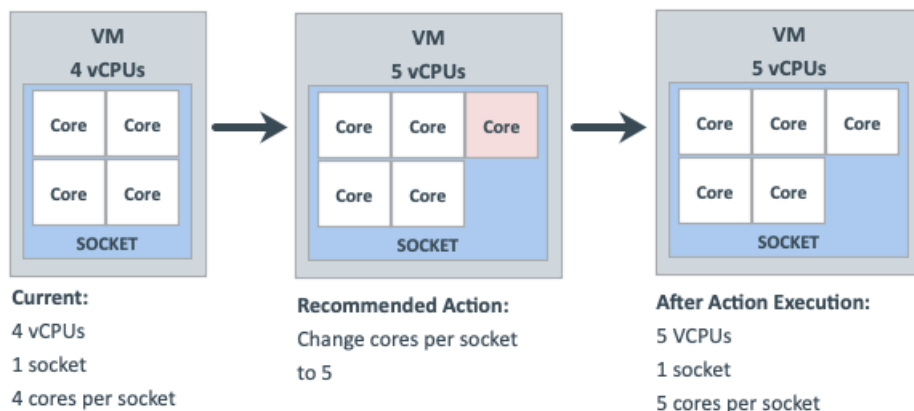 VM
4 vCPUs
Core Core
Core Core
SOCKET
Current:
4 vCPUs
1 socket
4 cores per socket
VM
5 vCPUs
Core Core Core
Core Core
SOCKET
Recommended Action:
Change cores per socket
to 5
VM
5 vCPUs
Core Core Core
Core Core
SOCKET
After Action Execution:
5 VCPUs
1 socket
5 cores per socket